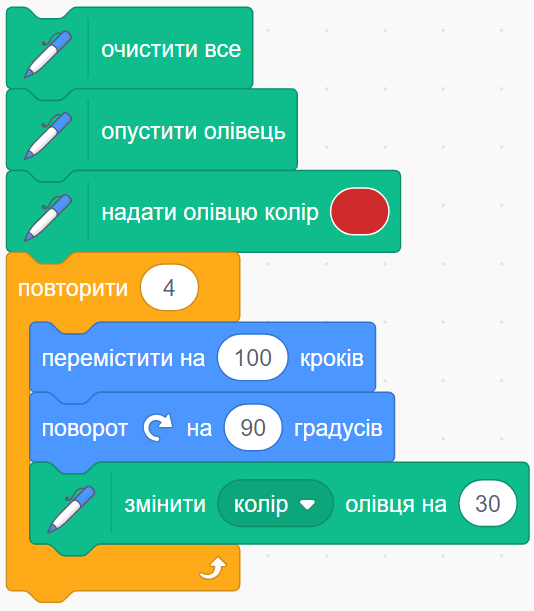 очистити все
опустити олівець
надати олівцю колір
повторити 4
перемістити на 100 кроків
поворот на 90 градусів
змінити колір олівця на 30